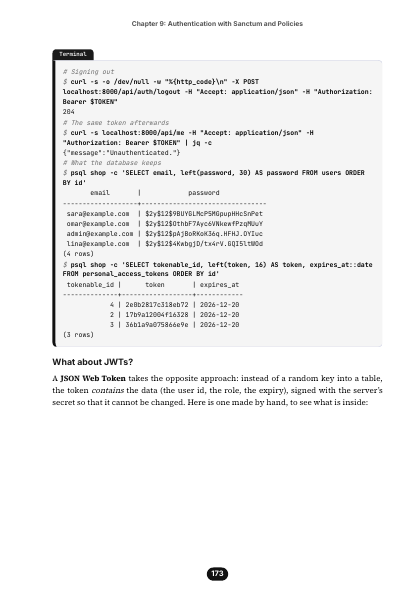 Chapter 9: Authentication with Sanctum and Policies
Terminal
# Signing out
$ curl -s -o /dev/null -w "%{http_code}\n" -X POST
localhost:8000/api/auth/logout -H "Accept: application/json" -H "Authorization:
Bearer $TOKEN"
204
# The same token afterwards
$ curl -s localhost:8000/api/me -H "Accept: application/json" -H
"Authorization: Bearer $TOKEN" | jq -c
{"message":"Unauthenticated."}
# What the database keeps
$ psql shop -c 'SELECT email, left(password, 30) AS password FROM users ORDER
BY id'
email | password
-------------------+--------------------------------
sara@example.com | $2y$12$9BUYGLMcP5MGpupHHcSnPet
omar@example.com | $2y$12$OthbF7Ayc6VNkwofPzqMUuY
admin@example.com | $2y$12$pAjBoRKoK36q.HFHJ.OYIuc
lina@example.com | $2y$12$4KwbgjD/tx4rV.GQI5ltWOd
(4 rows)
$ psql shop -c 'SELECT tokenable_id, left(token, 16) AS token, expires_at::date
FROM personal_access_tokens ORDER BY id'
tokenable_id | token | expires_at
--------------+------------------+------------
4 | 2e0b2817c318eb72 | 2026-12-20
2 | 17b9a12004f16328 | 2026-12-20
3 | 36b1a9a075866e9e | 2026-12-20
(3 rows)
What about JWTs?
A JSON Web Token takes the opposite approach: instead of a random key into a table,
the token contains the data (the user id, the role, the expiry), signed with the server's
secret so that it cannot be changed. Here is one made by hand, to see what is inside:
173